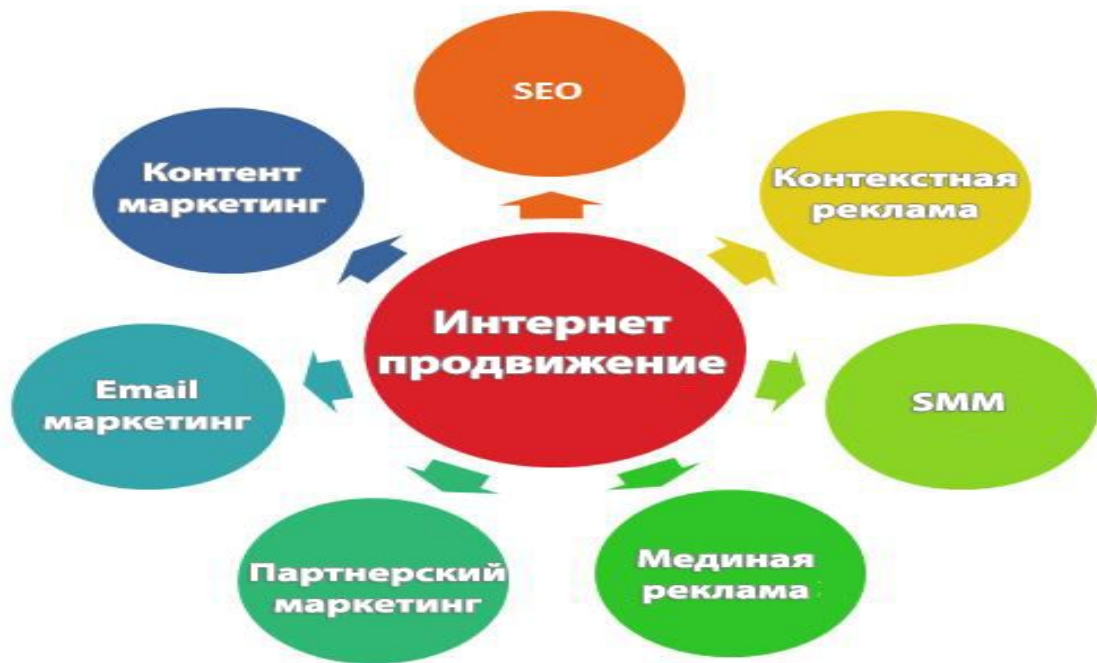 SEO
Контекстная
реклама
SMM
Мединая
реклама
Партнерский
маркетинг
Email
маркетинг
Контент
маркетинг
Интернет
продвижение